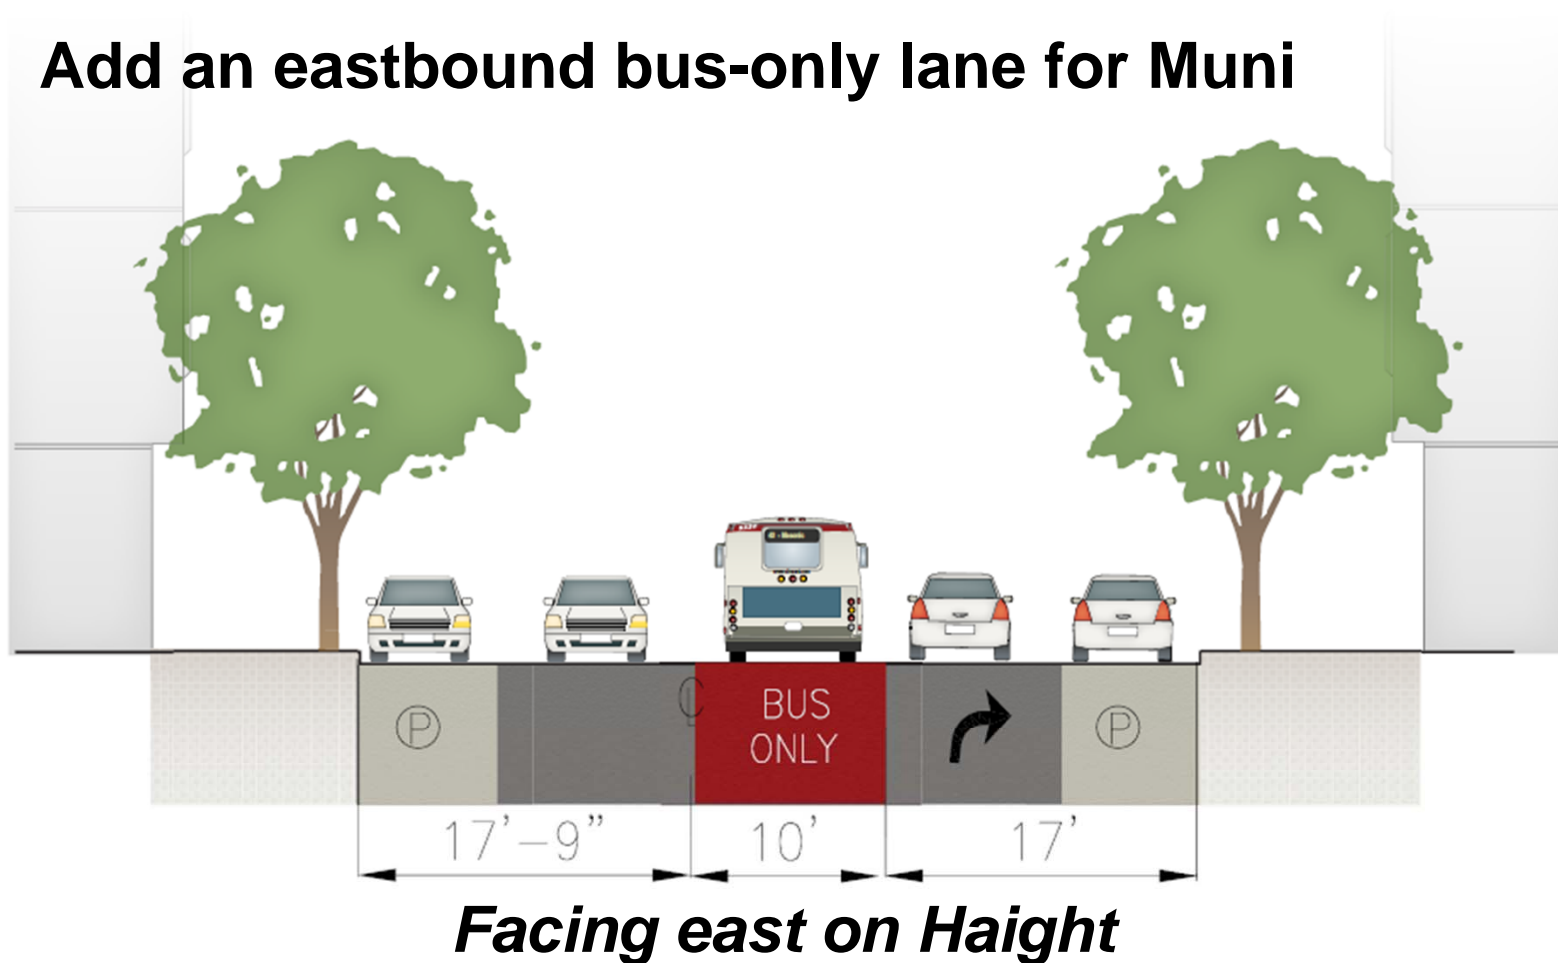 Add an eastbound bus-only lane for Muni
P
BUS
ONLY
P
17'-9"
10'
17'
Facing east on Haight